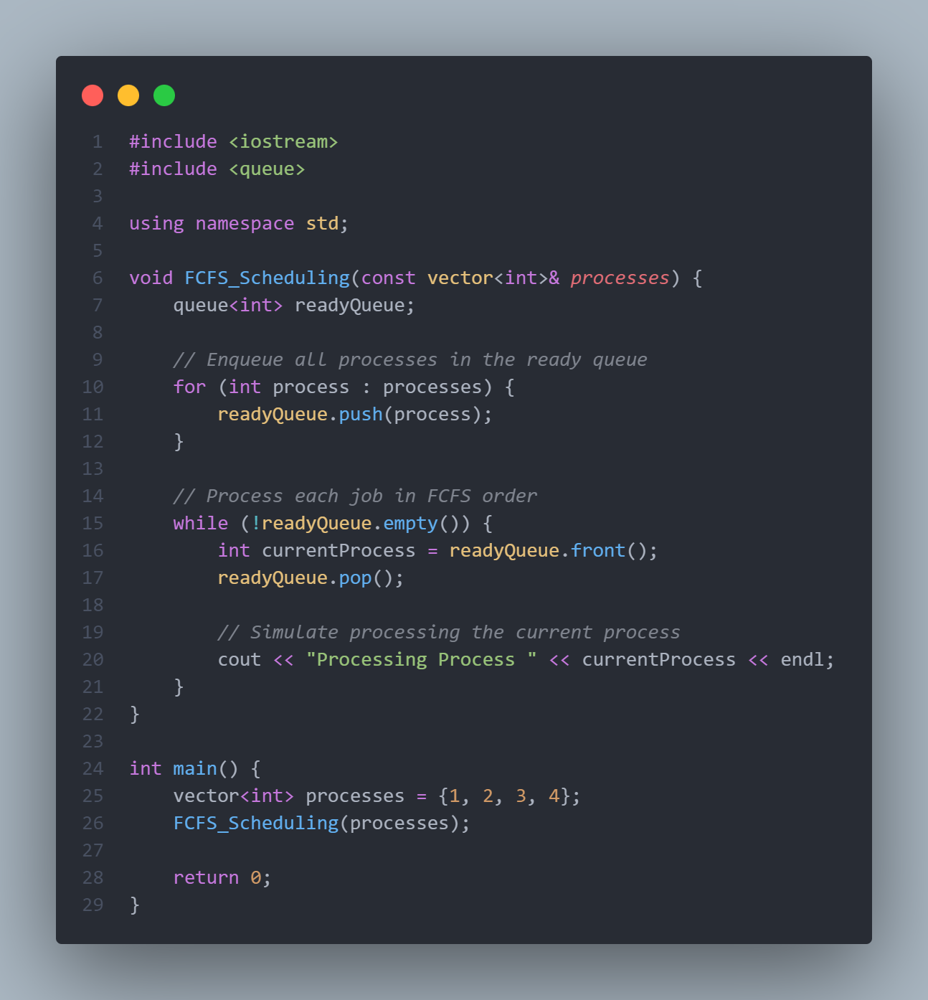 1 #include <iostream>
2 #include <queue>
3
4 using namespace std;
5
6 void FCFS_Scheduling(const vector<int>& processes) {
7     queue<int> readyQueue;
8
9     // Enqueue all processes in the ready queue
10     for (int process : processes) {
11         readyQueue.push(process);
12     }
13
14     // Process each job in FCFS order
15     while (!readyQueue.empty()) {
16         int currentProcess = readyQueue.front();
17         readyQueue.pop();
18
19         // Simulate processing the current process
20         cout << "Processing Process " << currentProcess << endl;
21     }
22 }
23
24 int main() {
25     vector<int> processes = {1, 2, 3, 4};
26     FCFS_Scheduling(processes);
27
28     return 0;
29 }